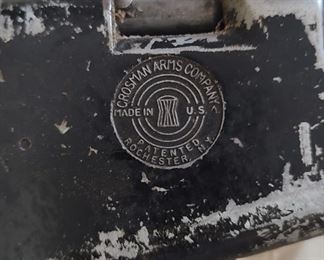 CROSMAN ARMS COMPANY
MADE IN U.S.
PATENTED
ROCHESTER, N.Y.